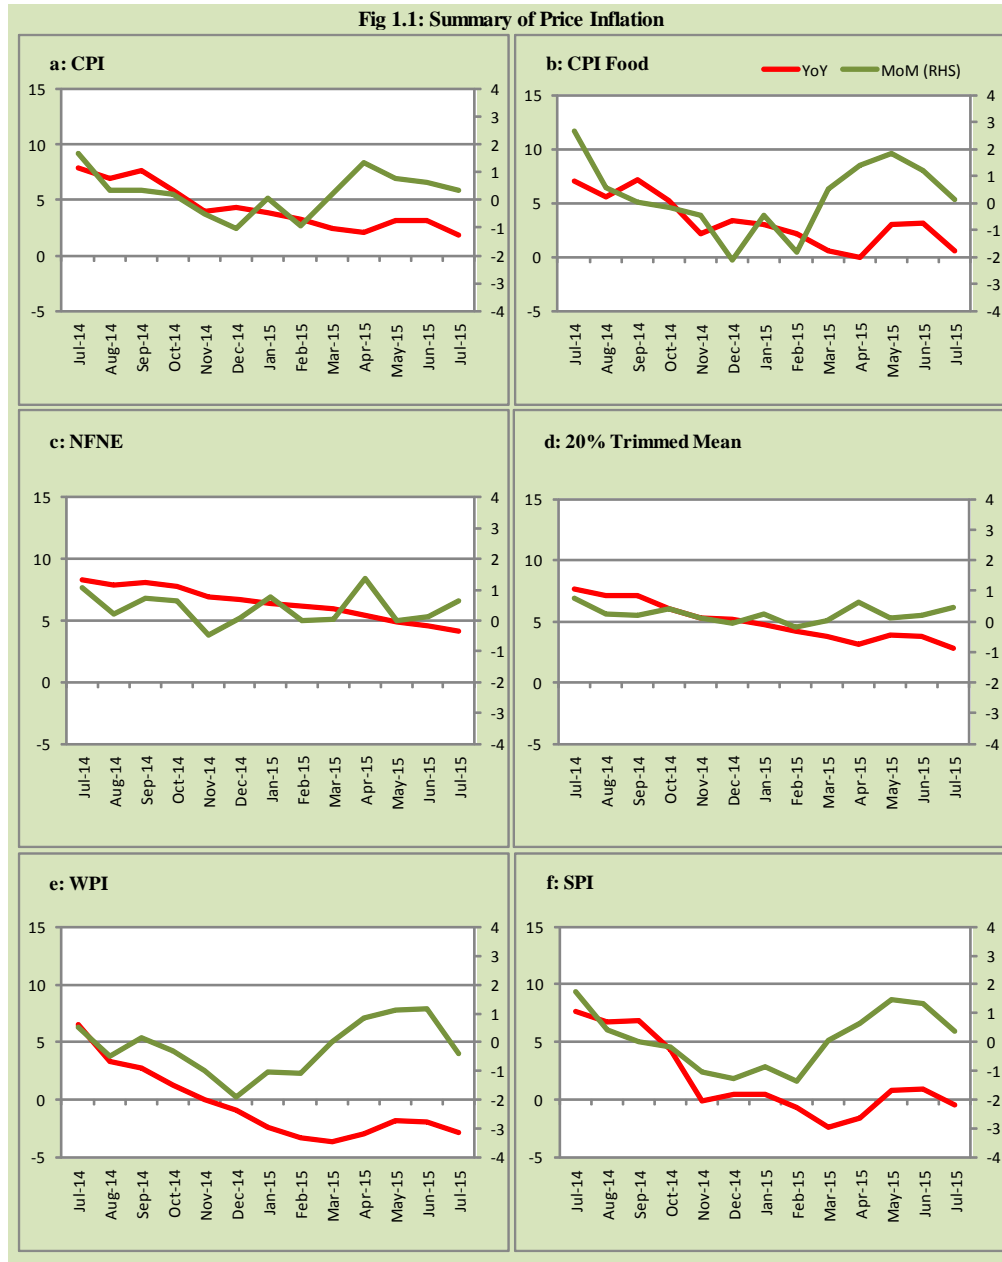 Fig 1.1: Summary of Price Inflation
a: CPI
15
10
5
0
-5
4
3
2
1
0
-1
-2
-3
-4
Jul-14
Aug-14
Sep-14
Oct-14
Nov-14
Dec-14
Jan-15
Feb-15
Mar-15
Apr-15
May-15
Jun-15
Jul-15
b: CPI Food
YoY
MoM (RHS)
15
10
5
0
-5
4
3
2
1
0
-1
-2
-3
-4
Jul-14
Aug-14
Sep-14
Oct-14
Nov-14
Dec-14
Jan-15
Feb-15
Mar-15
Apr-15
May-15
Jun-15
Jul-15
c: NFNE
15
10
5
0
-5
4
3
2
1
0
-1
-2
-3
-4
Jul-14
Aug-14
Sep-14
Oct-14
Nov-14
Dec-14
Jan-15
Feb-15
Mar-15
Apr-15
May-15
Jun-15
Jul-15
d: 20% Trimmed Mean
15
10
5
0
-5
4
3
2
1
0
-1
-2
-3
-4
Jul-14
Aug-14
Sep-14
Oct-14
Nov-14
Dec-14
Jan-15
Feb-15
Mar-15
Apr-15
May-15
Jun-15
Jul-15
e: WPI
15
10
5
0
-5
4
3
2
1
0
-1
-2
-3
-4
Jul-14
Aug-14
Sep-14
Oct-14
Nov-14
Dec-14
Jan-15
Feb-15
Mar-15
Apr-15
May-15
Jun-15
Jul-15
f: SPI
15
10
5
0
-5
4
3
2
1
0
-1
-2
-3
-4
Jul-14
Aug-14
Sep-14
Oct-14
Nov-14
Dec-14
Jan-15
Feb-15
Mar-15
Apr-15
May-15
Jun-15
Jul-15